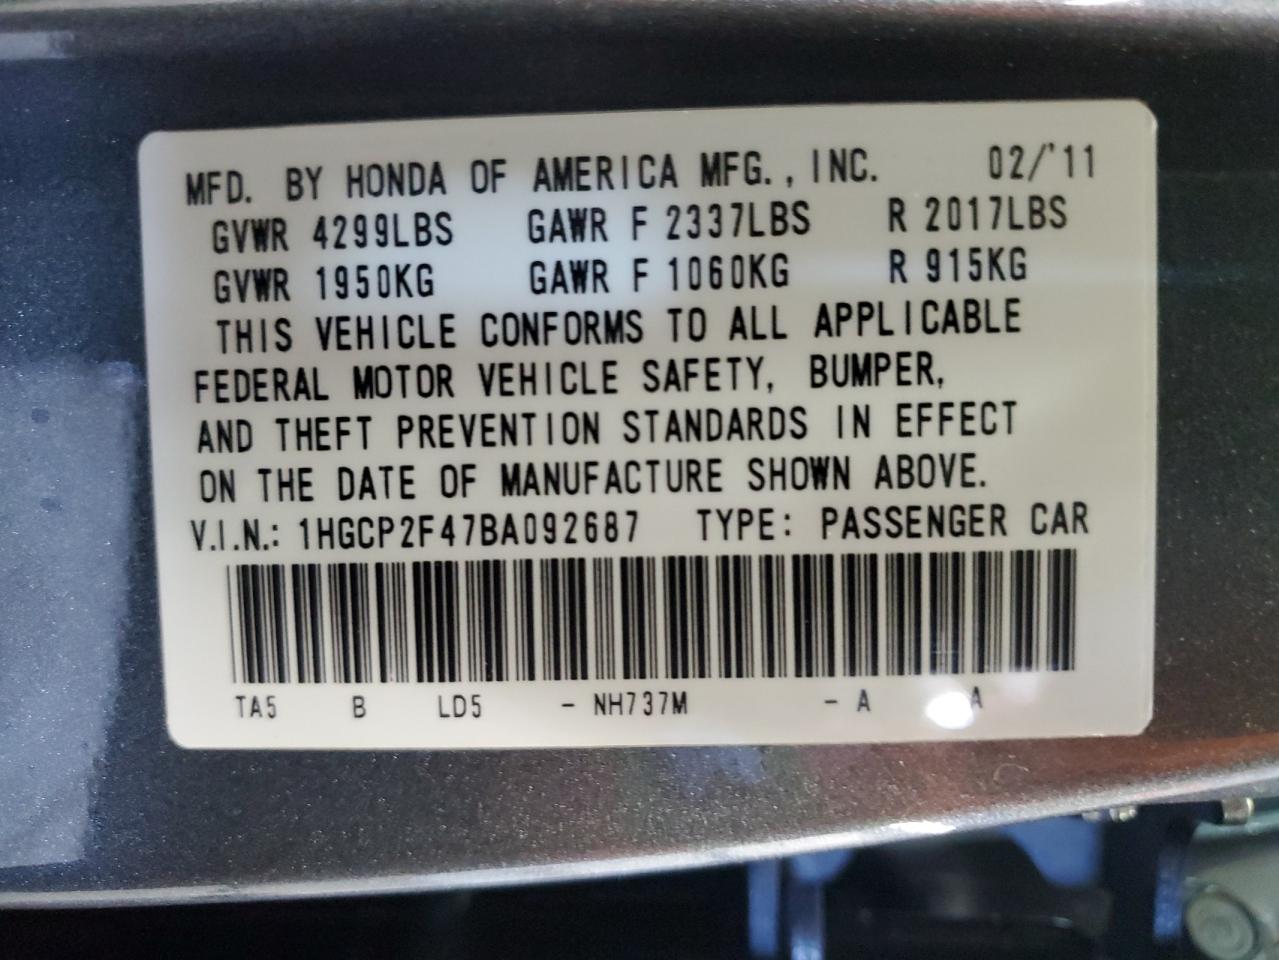 MFD. BY HONDA OF AMERICA MFG., INC. 02/'11
GVWR 4299LBS GAWR F 2337LBS R 2017LBS
GVWR 1950KG GAWR F 1060KG R 915KG
THIS VEHICLE CONFORMS TO ALL APPLICABLE
FEDERAL MOTOR VEHICLE SAFETY, BUMPER,
AND THEFT PREVENTION STANDARDS IN EFFECT
ON THE DATE OF MANUFACTURE SHOWN ABOVE.
V.I.N.: 1HGCP2F47BA092687 TYPE: PASSENGER CAR
TA5 B LD5 - NH737M - A A